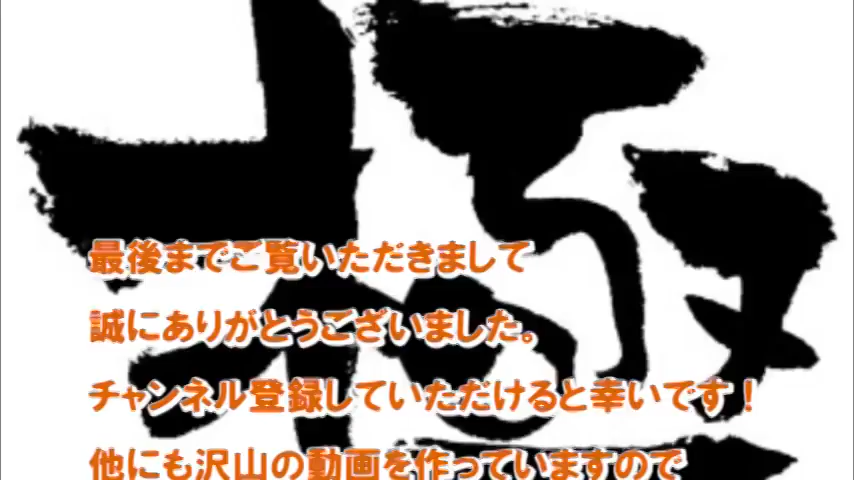 極
最後までご覧いただきまして
誠にありがとうございました。
チャンネル登録していただけると幸いです！
他にも沢山の動画を作っていますので